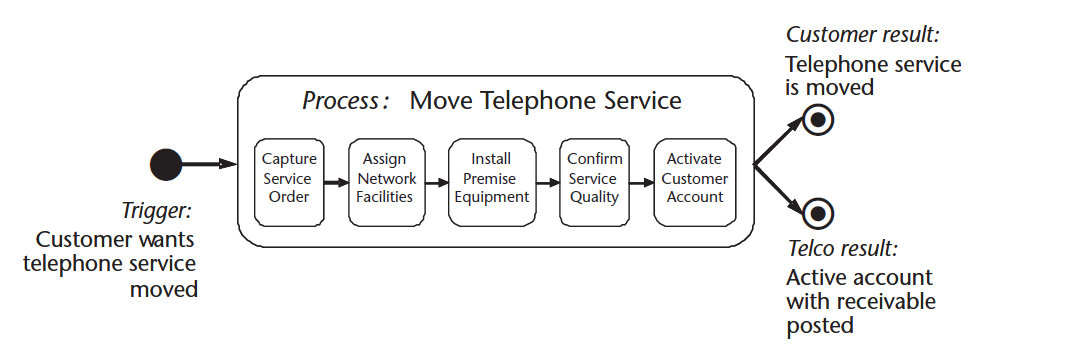 Customer result:
Telephone service
is moved
Process: Move Telephone Service
Capture
Service
Order
Assign
Network
Facilities
Install
Premise
Equipment
Confirm
Service
Quality
Activate
Customer
Account
Trigger:
Customer wants
telephone service
moved
Telco result:
Active account
with receivable
posted